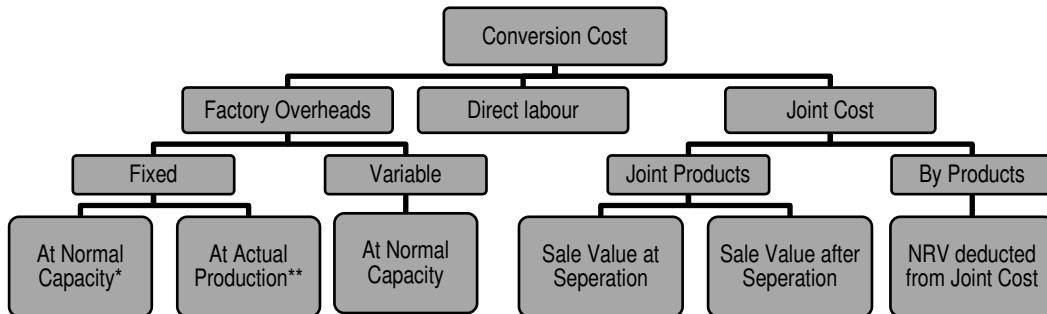 Conversion Cost
Factory Overheads
Direct labour
Joint Cost
Fixed
Variable
Joint Products
By Products
At Normal
Capacity*
At Actual
Production**
At Normal
Capacity
Sale Value at
Seperation
Sale Value after
Seperation
NRV deducted
from Joint Cost